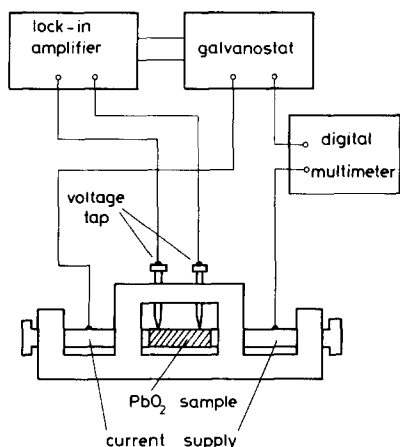 lock-in
amplifier
galvanostat
digital
multimeter
voltage
tap
PbO₂ sample
current supply